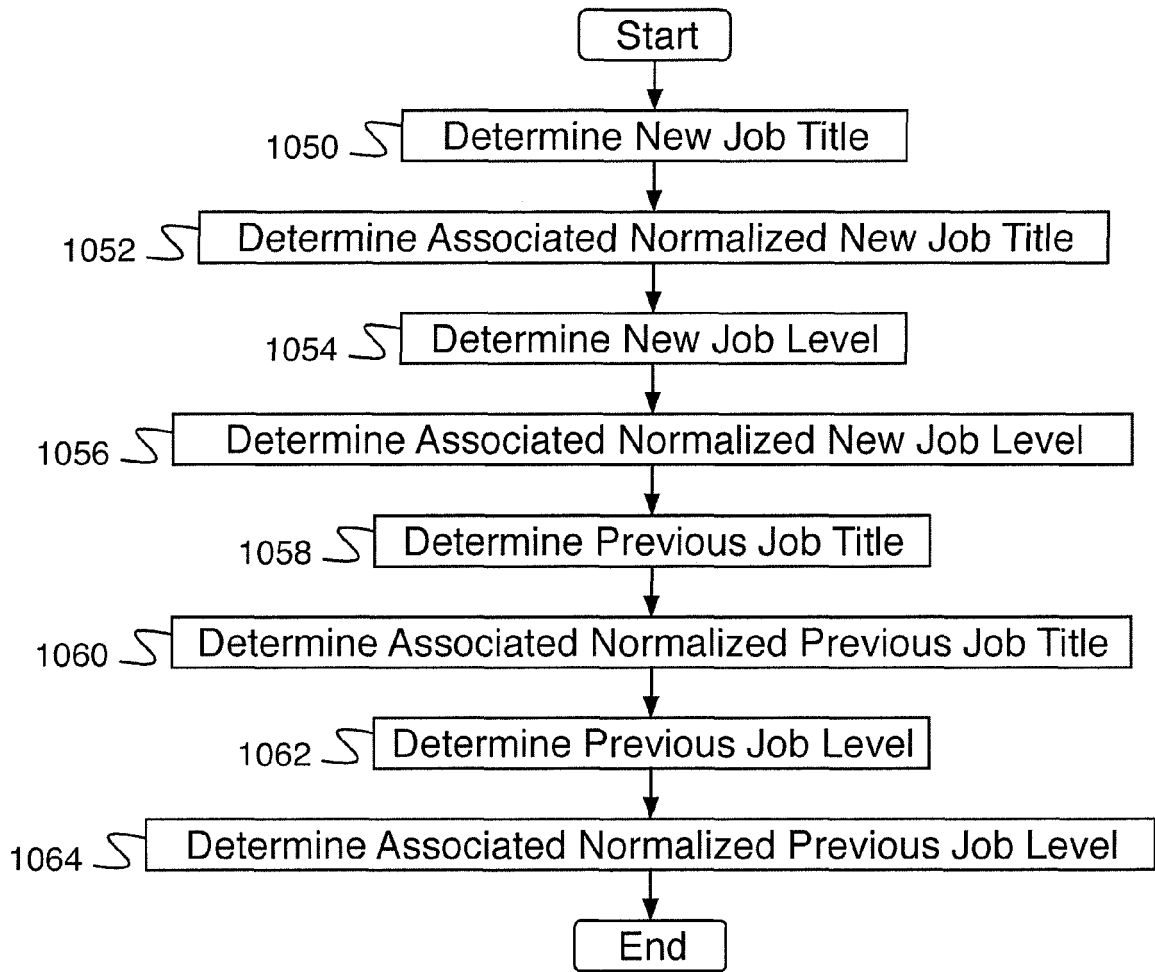 Start
1050 Determine New Job Title
1052 Determine Associated Normalized New Job Title
1054 Determine New Job Level
1056 Determine Associated Normalized New Job Level
1058 Determine Previous Job Title
1060 Determine Associated Normalized Previous Job Title
1062 Determine Previous Job Level
1064 Determine Associated Normalized Previous Job Level
End